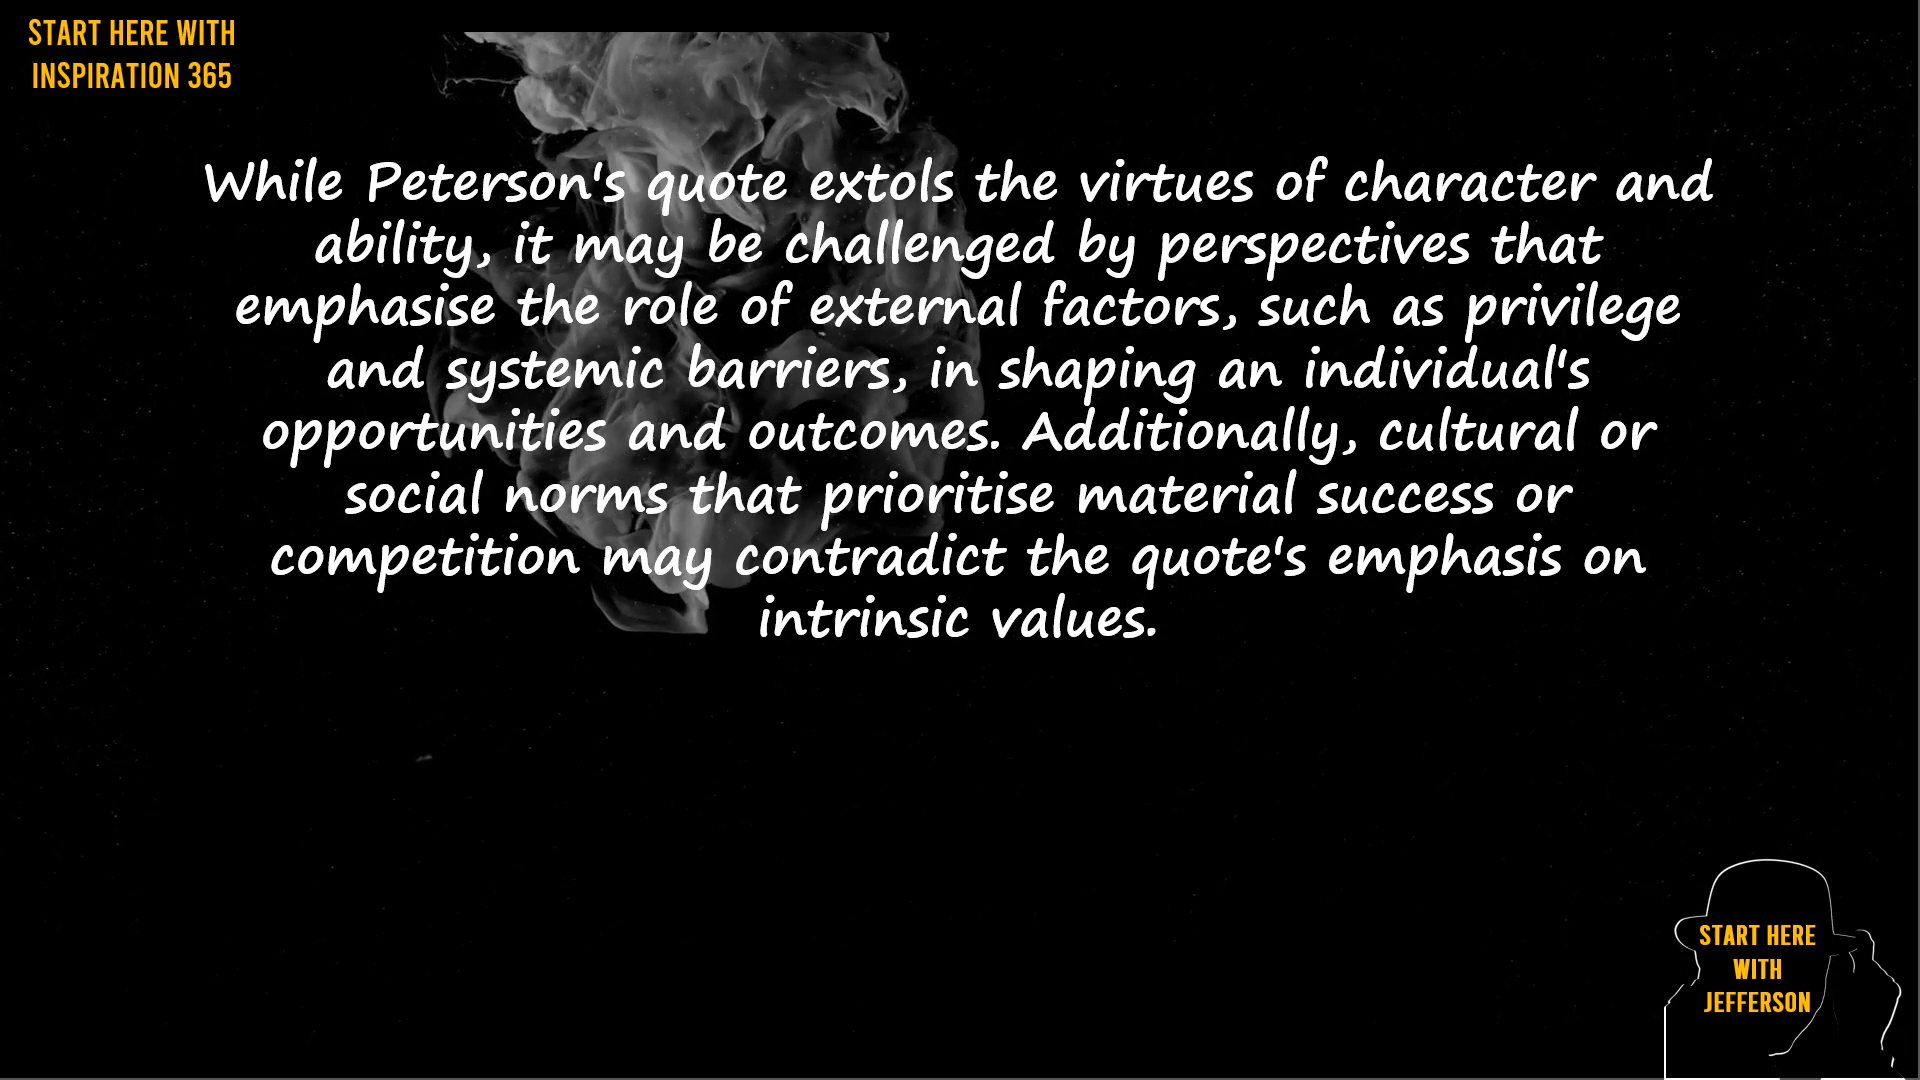 START HERE WITH
INSPIRATION 365
While Peterson's quote extols the virtues of character and
ability, it may be challenged by perspectives that
emphasise the role of external factors, such as privilege
and systemic barriers, in shaping an individual's
opportunities and outcomes. Additionally, cultural or
social norms that prioritise material success or
competition may contradict the quote's emphasis on
intrinsic values.
START HERE
WITH
JEFFERSON